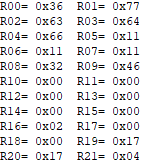 R00= 0x36 R01= 0x77
R02= 0x63 R03= 0x64
R04= 0x66 R05= 0x11
R06= 0x11 R07= 0x11
R08= 0x32 R09= 0x46
R10= 0x00 R11= 0x00
R12= 0x00 R13= 0x00
R14= 0x00 R15= 0x00
R16= 0x02 R17= 0x00
R18= 0x00 R19= 0x17
R20= 0x17 R21= 0x04